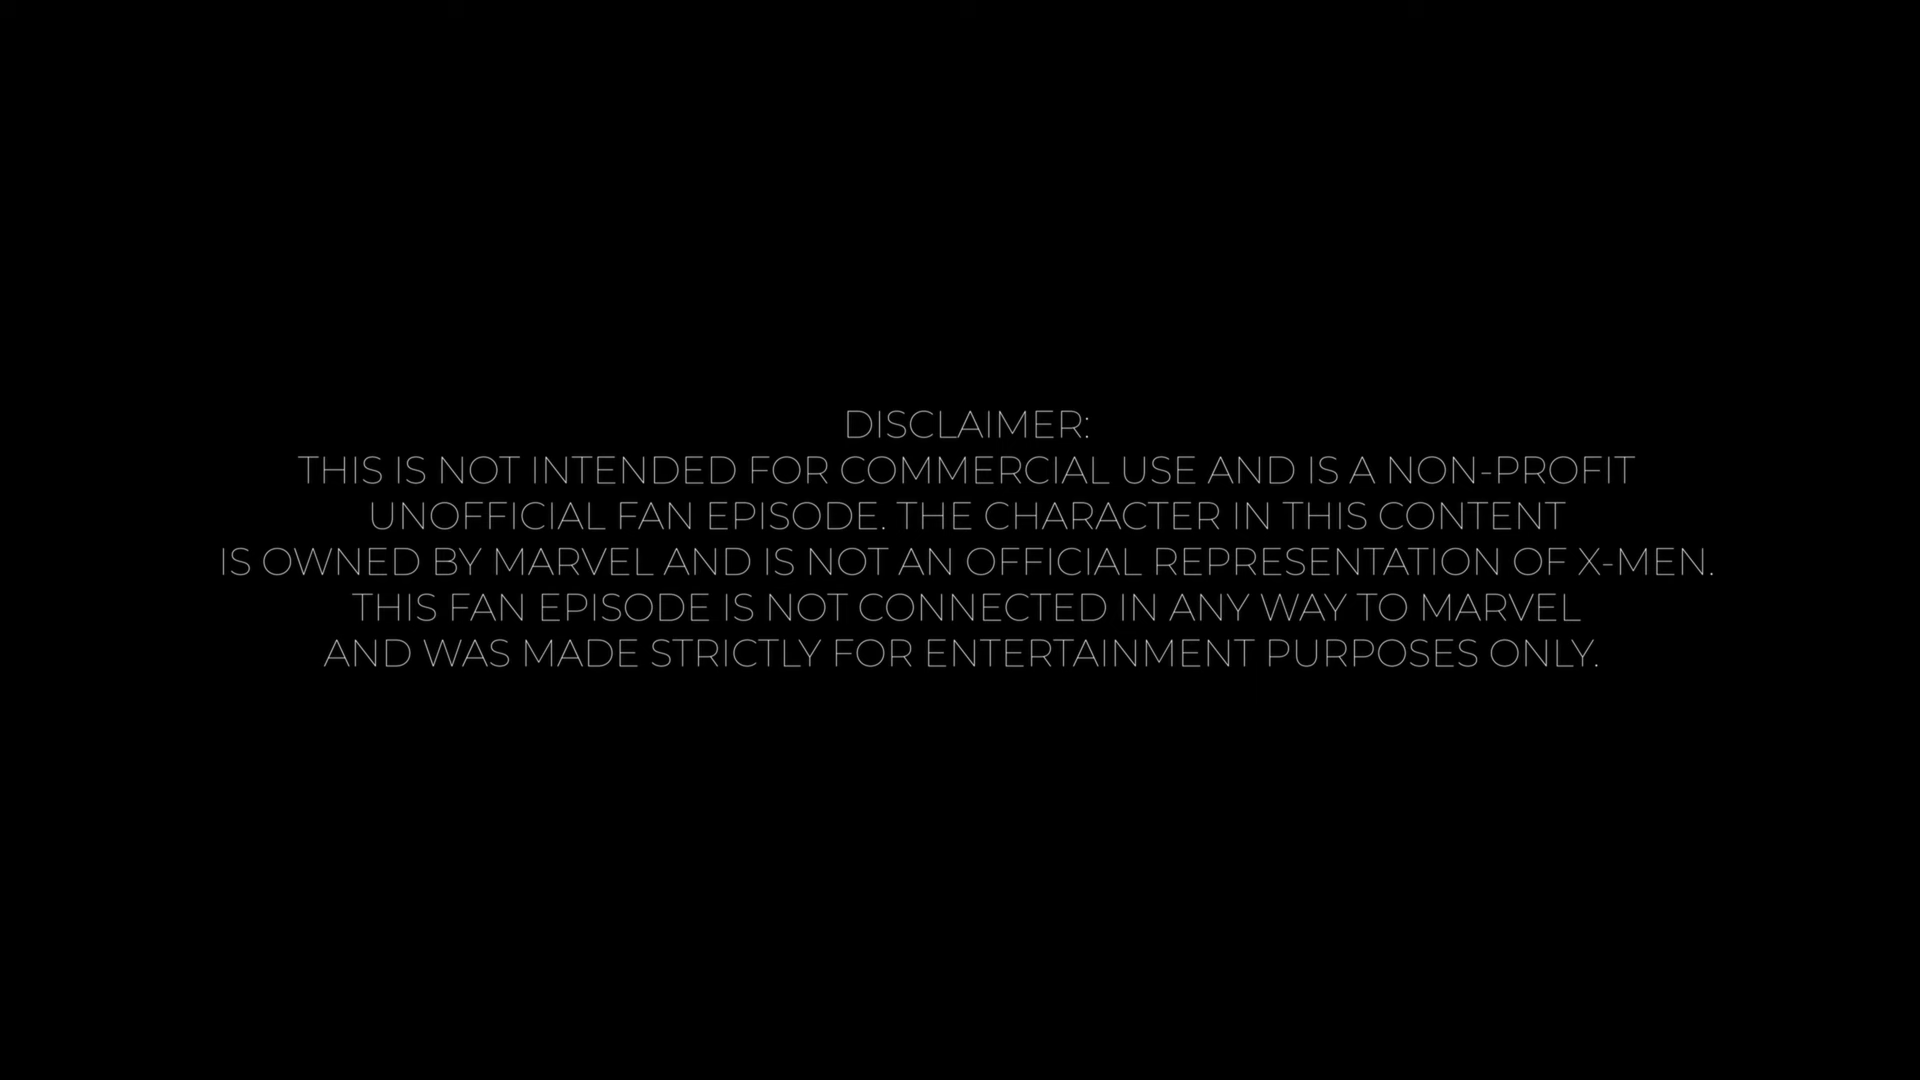 DISCLAIMER:
THIS IS NOT INTENDED FOR COMMERCIAL USE AND IS A NON-PROFIT
UNOFFICIAL FAN EPISODE. THE CHARACTER IN THIS CONTENT
IS OWNED BY MARVEL AND IS NOT AN OFFICIAL REPRESENTATION OF X-MEN.
THIS FAN EPISODE IS NOT CONNECTED IN ANY WAY TO MARVEL
AND WAS MADE STRICTLY FOR ENTERTAINMENT PURPOSES ONLY.